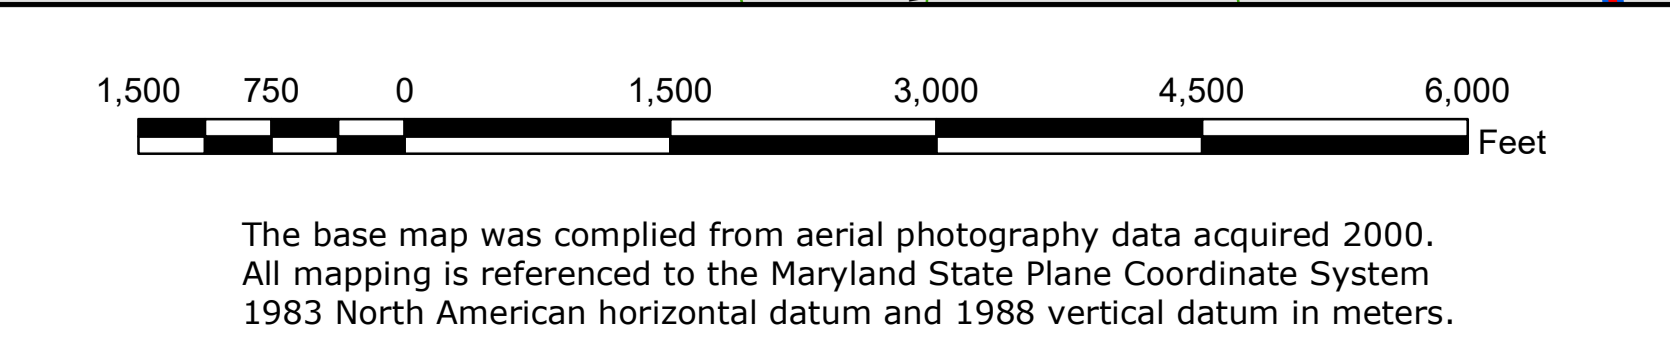 1,500 750 0 1,500 3,000 4,500 6,000
Feet
The base map was complied from aerial photography data acquired 2000.
All mapping is referenced to the Maryland State Plane Coordinate System
1983 North American horizontal datum and 1988 vertical datum in meters.